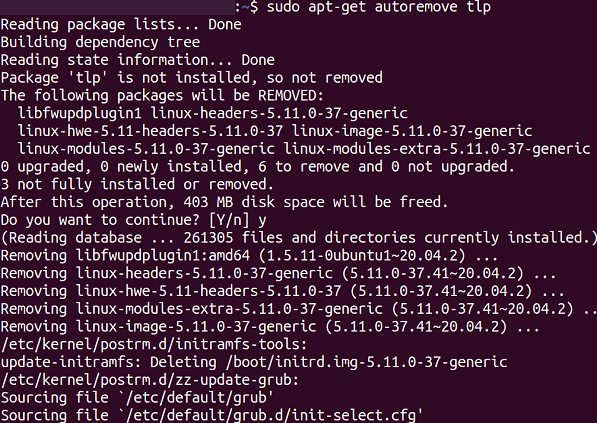 :~$ sudo apt-get autoremove tlp
Reading package lists... Done
Building dependency tree
Reading state information... Done
Package 'tlp' is not installed, so not removed
The following packages will be REMOVED:
  libfwupdplugin1 linux-headers-5.11.0-37-generic
  linux-hwe-5.11-headers-5.11.0-37 linux-image-5.11.0-37-generic
  linux-modules-5.11.0-37-generic linux-modules-extra-5.11.0-37-generic
0 upgraded, 0 newly installed, 6 to remove and 0 not upgraded.
3 not fully installed or removed.
After this operation, 403 MB disk space will be freed.
Do you want to continue? [Y/n] y
(Reading database ... 261305 files and directories currently installed.)
Removing libfwupdplugin1:amd64 (1.5.11-0ubuntu1~20.04.2) ...
Removing linux-headers-5.11.0-37-generic (5.11.0-37.41~20.04.2) ...
Removing linux-hwe-5.11-headers-5.11.0-37 (5.11.0-37.41~20.04.2) ...
Removing linux-modules-extra-5.11.0-37-generic (5.11.0-37.41~20.04.2) ..
Removing linux-image-5.11.0-37-generic (5.11.0-37.41~20.04.2) ...
/etc/kernel/postrm.d/initramfs-tools:
update-initramfs: Deleting /boot/initrd.img-5.11.0-37-generic
/etc/kernel/postrm.d/zz-update-grub:
Sourcing file `/etc/default/grub'
Sourcing file `/etc/default/grub.d/init-select.cfg'